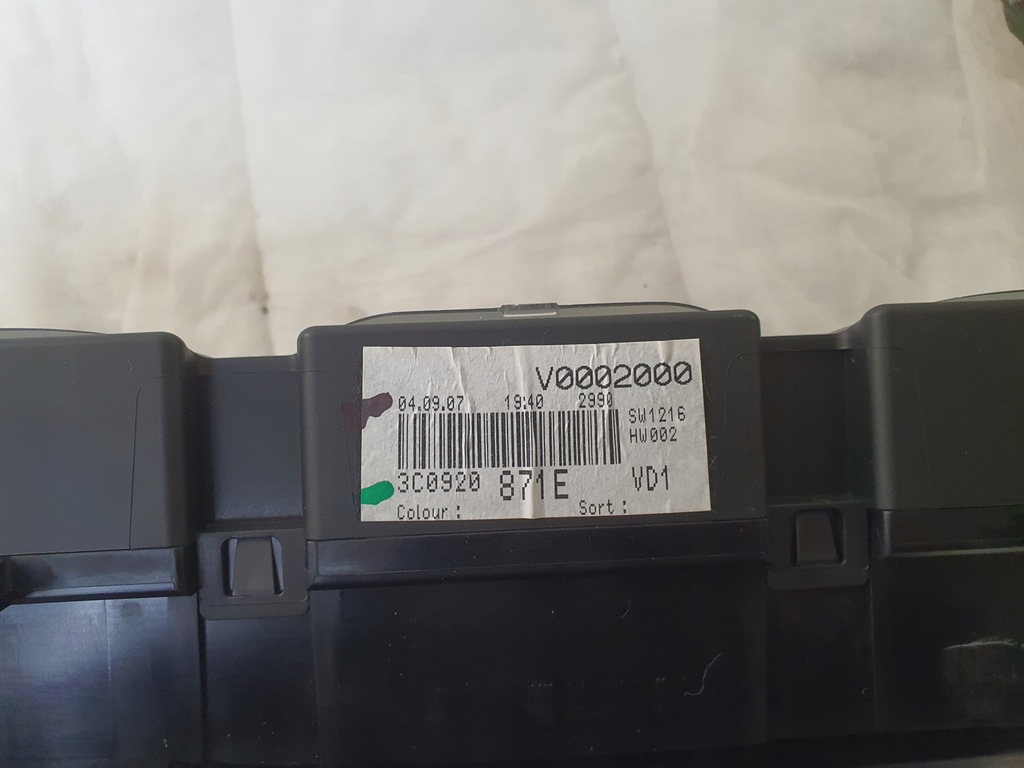 V0002000
04.09.07 19:40 2990
SW1216
HW002
3C0920 871E VD1
Colour : Sort :